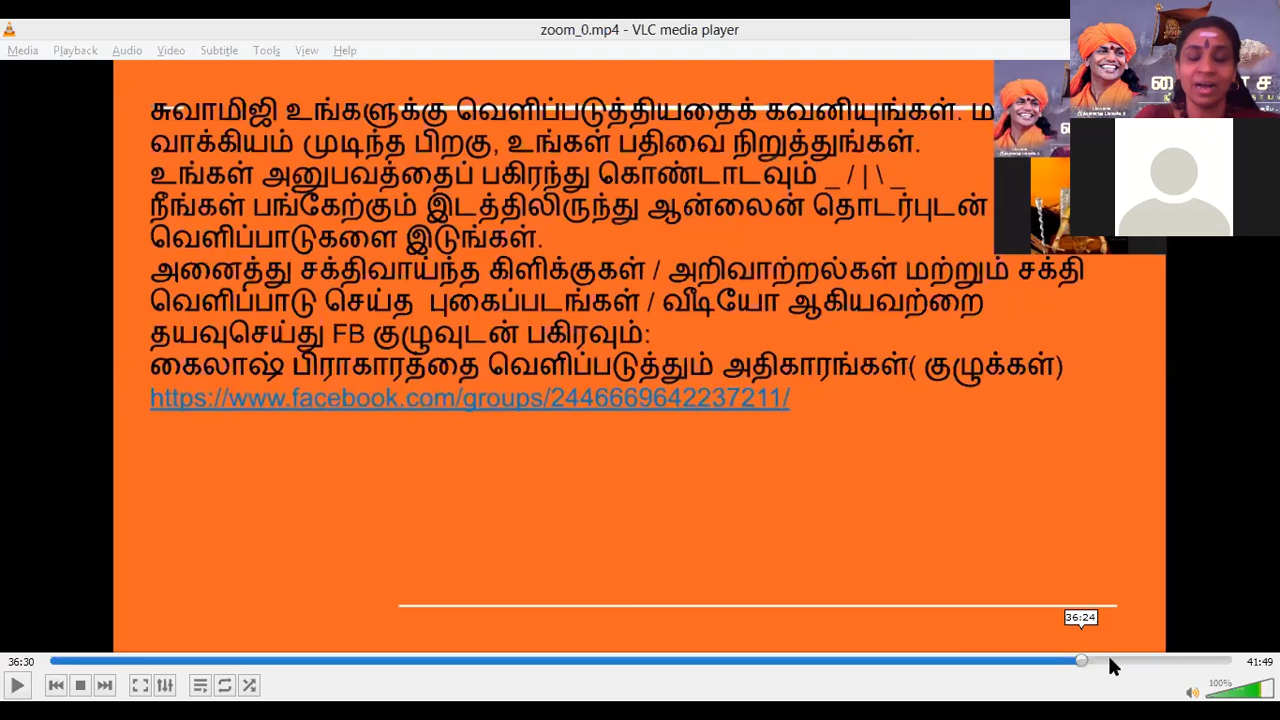 zoom_0.mp4 - VLC media player
Media Playback Audio Video Subtitle Tools View Help
சுவாமிஜி உங்களுக்கு வெளிப்படுத்தியதைக் கவனியுங்கள். ம
வாக்கியம் முடிந்த பிறகு, உங்கள் பதிவை நிறுத்துங்கள்.
உங்கள் அனுபவத்தைப் பகிரந்து கொண்டாடவும் _ / | \ _
நீங்கள் பங்கேற்கும் இடத்திலிருந்து ஆன்லைன் தொடர்புடன்
வெளிப்பாடுகளை இடுங்கள்.
அனைத்து சக்திவாய்ந்த கிளிக்குகள் / அறிவாற்றல்கள் மற்றும் சக்தி
வெளிப்பாடு செய்த புகைப்படங்கள் / வீடியோ ஆகியவற்றை
தயவுசெய்து FB குழுவுடன் பகிரவும்:
கைலாஷ் பிராகாரத்தை வெளிப்படுத்தும் அதிகாரங்கள்( குழுக்கள்)
https://www.facebook.com/groups/2446669642237211/
36:24
36:30
41:49
100%